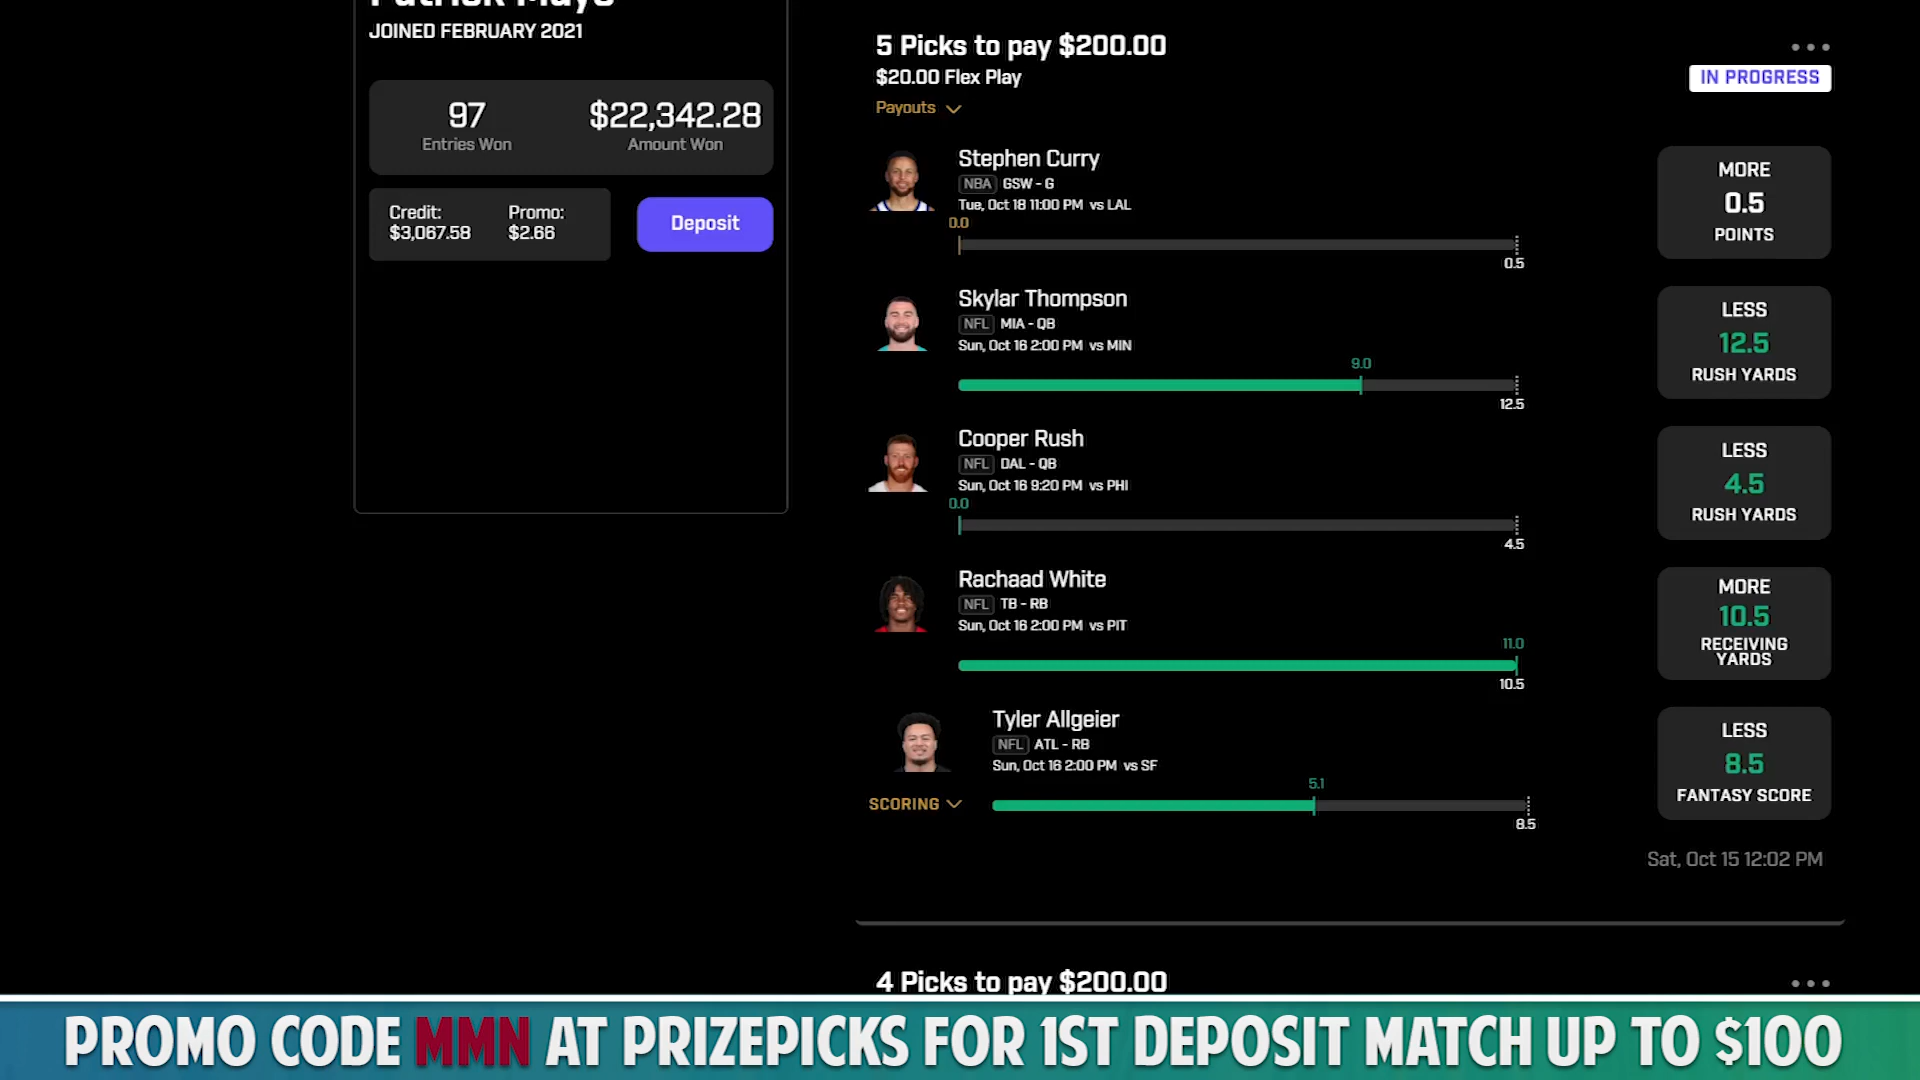 Patrick Mayo
JOINED FEBRUARY 2021
97
Entries Won
$22,342.28
Amount Won
Credit:
$3,067.58
Promo:
$2.66
Deposit
5 Picks to pay $200.00
$20.00 Flex Play
Payouts
IN PROGRESS
Stephen Curry
NBA GSW - G
Tue, Oct 18 11:00 PM vs LAL
0.0
0.5
MORE
0.5
POINTS
Skylar Thompson
NFL MIA - QB
Sun, Oct 16 2:00 PM vs MIN
9.0
12.5
LESS
12.5
RUSH YARDS
Cooper Rush
NFL DAL - QB
Sun, Oct 16 9:20 PM vs PHI
0.0
4.5
LESS
4.5
RUSH YARDS
Rachaad White
NFL TB - RB
Sun, Oct 16 2:00 PM vs PIT
11.0
10.5
MORE
10.5
RECEIVING
YARDS
Tyler Allgeier
NFL ATL - RB
Sun, Oct 16 2:00 PM vs SF
SCORING
5.1
8.5
LESS
8.5
FANTASY SCORE
Sat, Oct 15 12:02 PM
4 Picks to pay $200.00
PROMO CODE MMN AT PRIZEPICKS FOR 1ST DEPOSIT MATCH UP TO $100